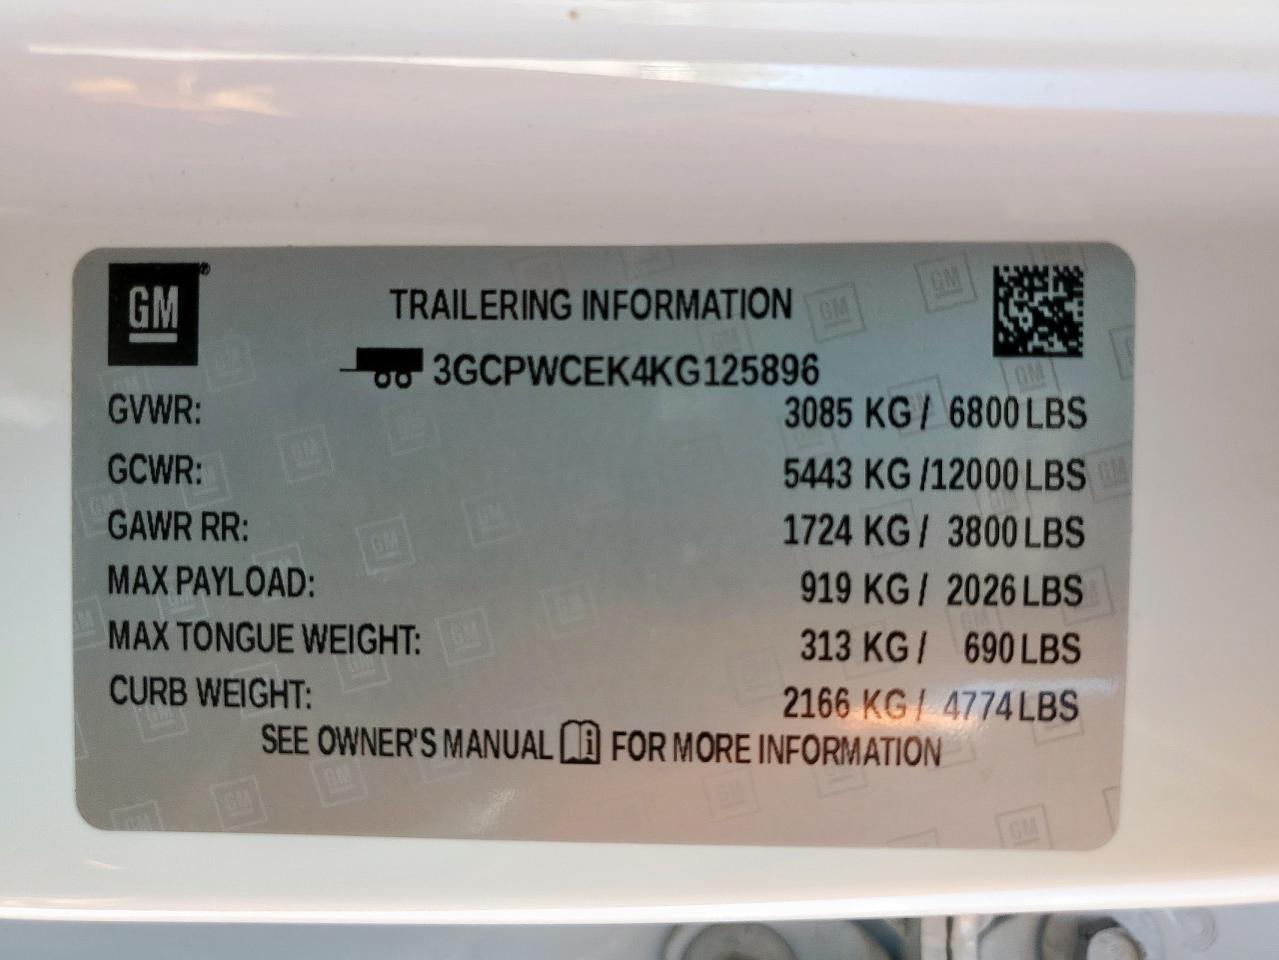 GM®
TRAILERING INFORMATION
3GCPWCEK4KG125896
GVWR: 3085 KG / 6800 LBS
GCWR: 5443 KG /12000 LBS
GAWR RR: 1724 KG / 3800 LBS
MAX PAYLOAD: 919 KG / 2026 LBS
MAX TONGUE WEIGHT: 313 KG / 690 LBS
CURB WEIGHT: 2166 KG / 4774 LBS
SEE OWNER'S MANUAL i FOR MORE INFORMATION